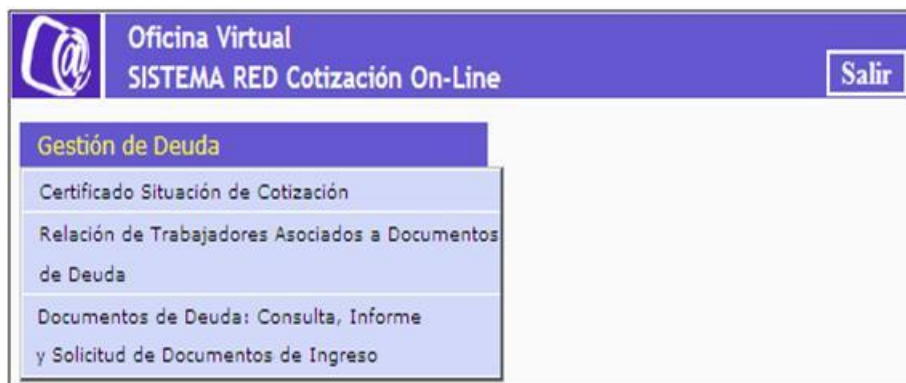 Oficina Virtual
SISTEMA RED Cotización On-Line
Salir
Gestión de Deuda
Certificado Situación de Cotización
Relación de Trabajadores Asociados a Documentos
de Deuda
Documentos de Deuda: Consulta, Informe
y Solicitud de Documentos de Ingreso